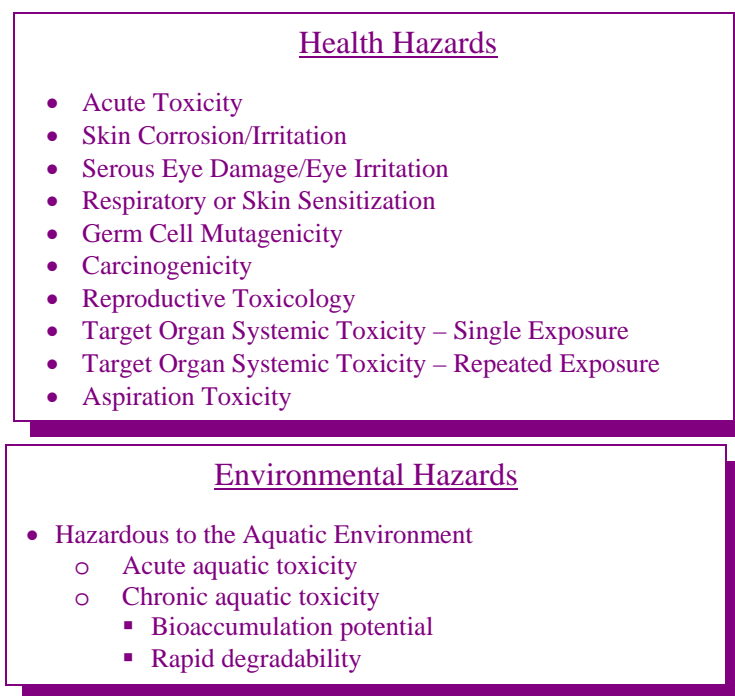 Health Hazards
• Acute Toxicity
• Skin Corrosion/Irritation
• Serous Eye Damage/Eye Irritation
• Respiratory or Skin Sensitization
• Germ Cell Mutagenicity
• Carcinogenicity
• Reproductive Toxicology
• Target Organ Systemic Toxicity – Single Exposure
• Target Organ Systemic Toxicity – Repeated Exposure
• Aspiration Toxicity
Environmental Hazards
• Hazardous to the Aquatic Environment
o Acute aquatic toxicity
o Chronic aquatic toxicity
▪ Bioaccumulation potential
▪ Rapid degradability